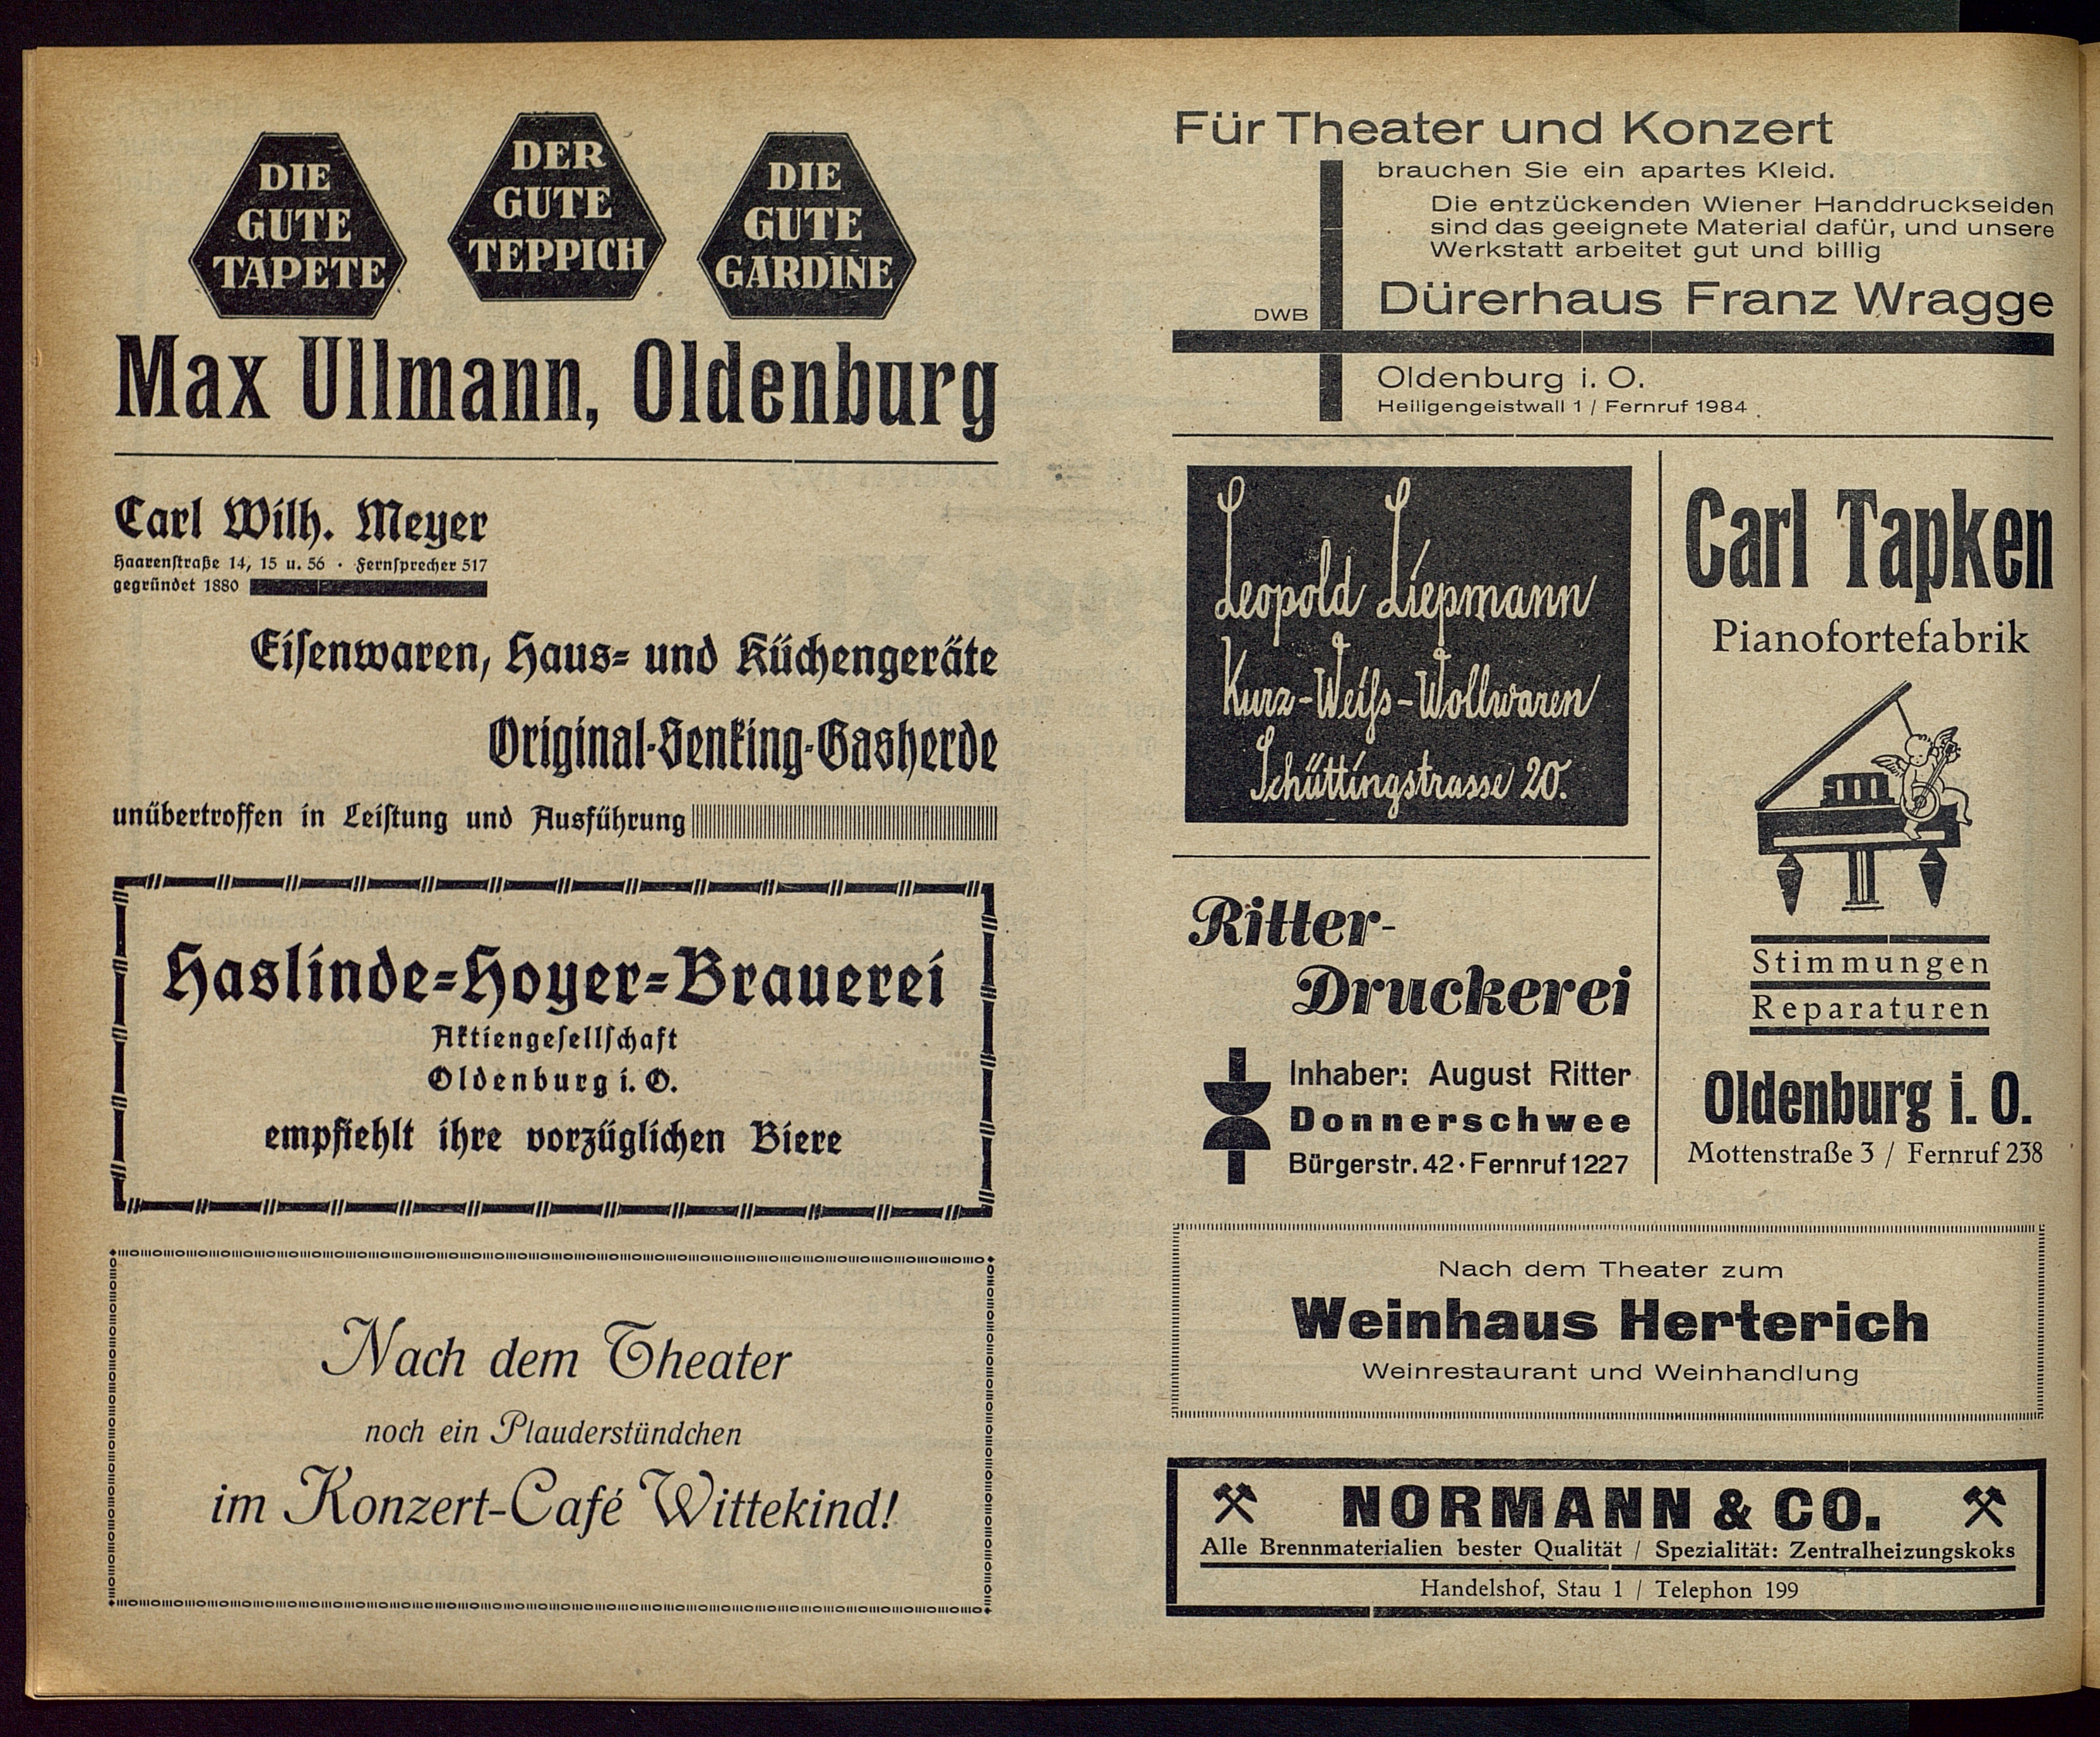 DIE
GUTE
TAPETE
DER
GUTE
TEPPICH
DIE
GUTE
GARDINE
Max Ullmann, Oldenburg
Carl Wilh. Meyer
Haarenstraße 14, 15 u. 56 · Fernsprecher 517
gegründet 1880
Eisenwaren, Haus- und Küchengeräte
Original-Senking-Gasherde
unübertroffen in Leistung und Ausführung
Haslinde-Hoyer-Brauerei
Aktiengesellschaft
Oldenburg i. O.
empfiehlt ihre vorzüglichen Biere
Nach dem Theater
noch ein Plauderstündchen
im Konzert-Café Wittekind!
Für Theater und Konzert
brauchen Sie ein apartes Kleid.
Die entzückenden Wiener Handdruckseiden
sind das geeignete Material dafür, und unsere
Werkstatt arbeitet gut und billig
DWB
Dürerhaus Franz Wragge
Oldenburg i. O.
Heiligengeistwall 1 / Fernruf 1984
Leopold Liepmann
Kurz-Weiß-Wollwaren
Schüttingstrasse 20.
Ritter-
Druckerei
Inhaber: August Ritter
Donnerschwee
Bürgerstr. 42 · Fernruf 1227
Carl Tapken
Pianofortefabrik
Stimmungen
Reparaturen
Oldenburg i. O.
Mottenstraße 3 / Fernruf 238
Nach dem Theater zum
Weinhaus Herterich
Weinrestaurant und Weinhandlung
NORMANN & CO.
Alle Brennmaterialien bester Qualität / Spezialität: Zentralheizungskoks
Handelshof, Stau 1 / Telephon 199